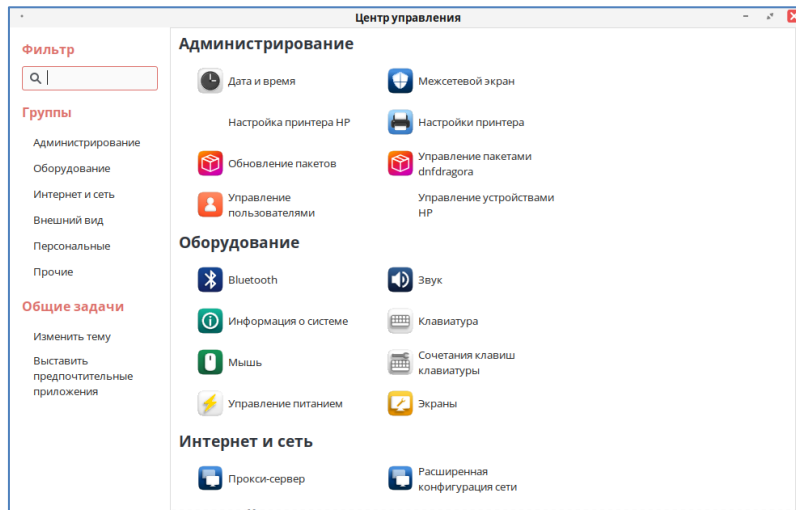 Центр управления
Фильтр
Группы
Администрирование
Оборудование
Интернет и сеть
Внешний вид
Персональные
Прочие
Общие задачи
Изменить тему
Выставить
предпочтительные
приложения
Администрирование
Дата и время
Межсетевой экран
Настройка принтера HP
Настройки принтера
Обновление пакетов
Управление пакетами
dnfdragora
Управление
пользователями
Управление устройствами
HP
Оборудование
Bluetooth
Звук
Информация о системе
Клавиатура
Мышь
Сочетания клавиш
клавиатуры
Управление питанием
Экраны
Интернет и сеть
Прокси-сервер
Расширенная
конфигурация сети